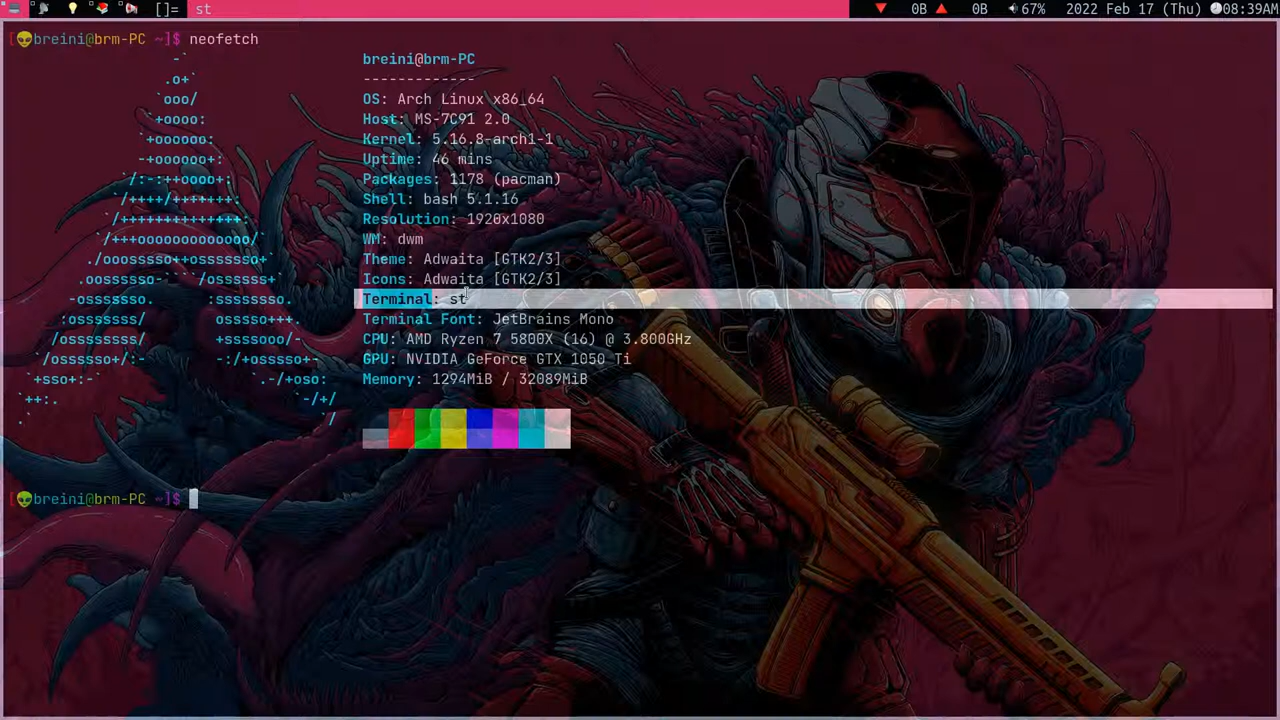 []= st 0B 0B 67% 2022 Feb 17 (Thu) 08:39AM
[breini@brm-PC ~]$ neofetch
breini@brm-PC
-------------
OS: Arch Linux x86_64
Host: MS-7C91 2.0
Kernel: 5.16.8-arch1-1
Uptime: 46 mins
Packages: 1178 (pacman)
Shell: bash 5.1.16
Resolution: 1920x1080
WM: dwm
Theme: Adwaita [GTK2/3]
Icons: Adwaita [GTK2/3]
Terminal: st
Terminal Font: JetBrains Mono
CPU: AMD Ryzen 7 5800X (16) @ 3.800GHz
GPU: NVIDIA GeForce GTX 1050 Ti
Memory: 1294MiB / 32089MiB
[breini@brm-PC ~]$